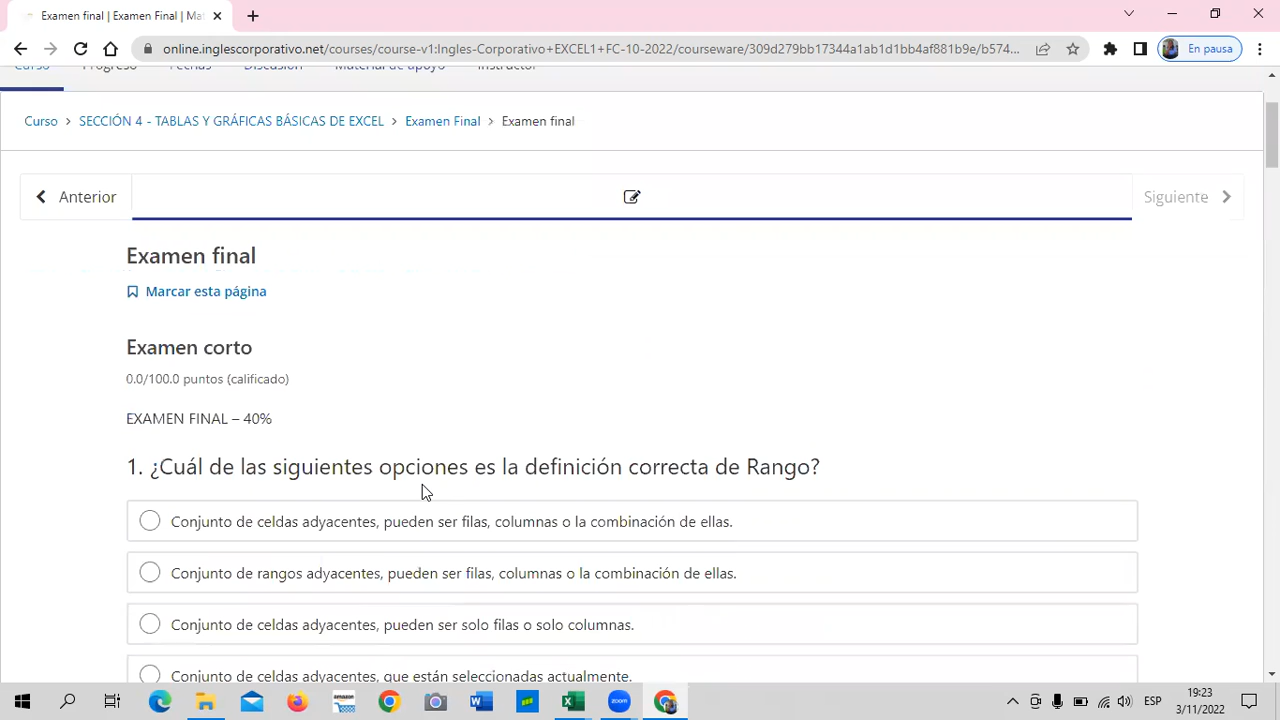 Examen final | Examen Final | Ma
online.inglescorporativo.net/courses/course-v1:Ingles-Corporativo+EXCEL1+FC-10-2022/courseware/309d279bb17344a1ab1d1bb4af881b9e/b574...
En pausa
Curso Progreso Fechas Discusión Material de apoyo Instructor
Curso > SECCIÓN 4 - TABLAS Y GRÁFICAS BÁSICAS DE EXCEL > Examen Final > Examen final
Anterior
Siguiente
Examen final
Marcar esta página
Examen corto
0.0/100.0 puntos (calificado)
EXAMEN FINAL – 40%
1. ¿Cuál de las siguientes opciones es la definición correcta de Rango?
Conjunto de celdas adyacentes, pueden ser filas, columnas o la combinación de ellas.
Conjunto de rangos adyacentes, pueden ser filas, columnas o la combinación de ellas.
Conjunto de celdas adyacentes, pueden ser solo filas o solo columnas.
Conjunto de celdas adyacentes, que están seleccionadas actualmente.
amazon
zoom
ESP
19:23
3/11/2022